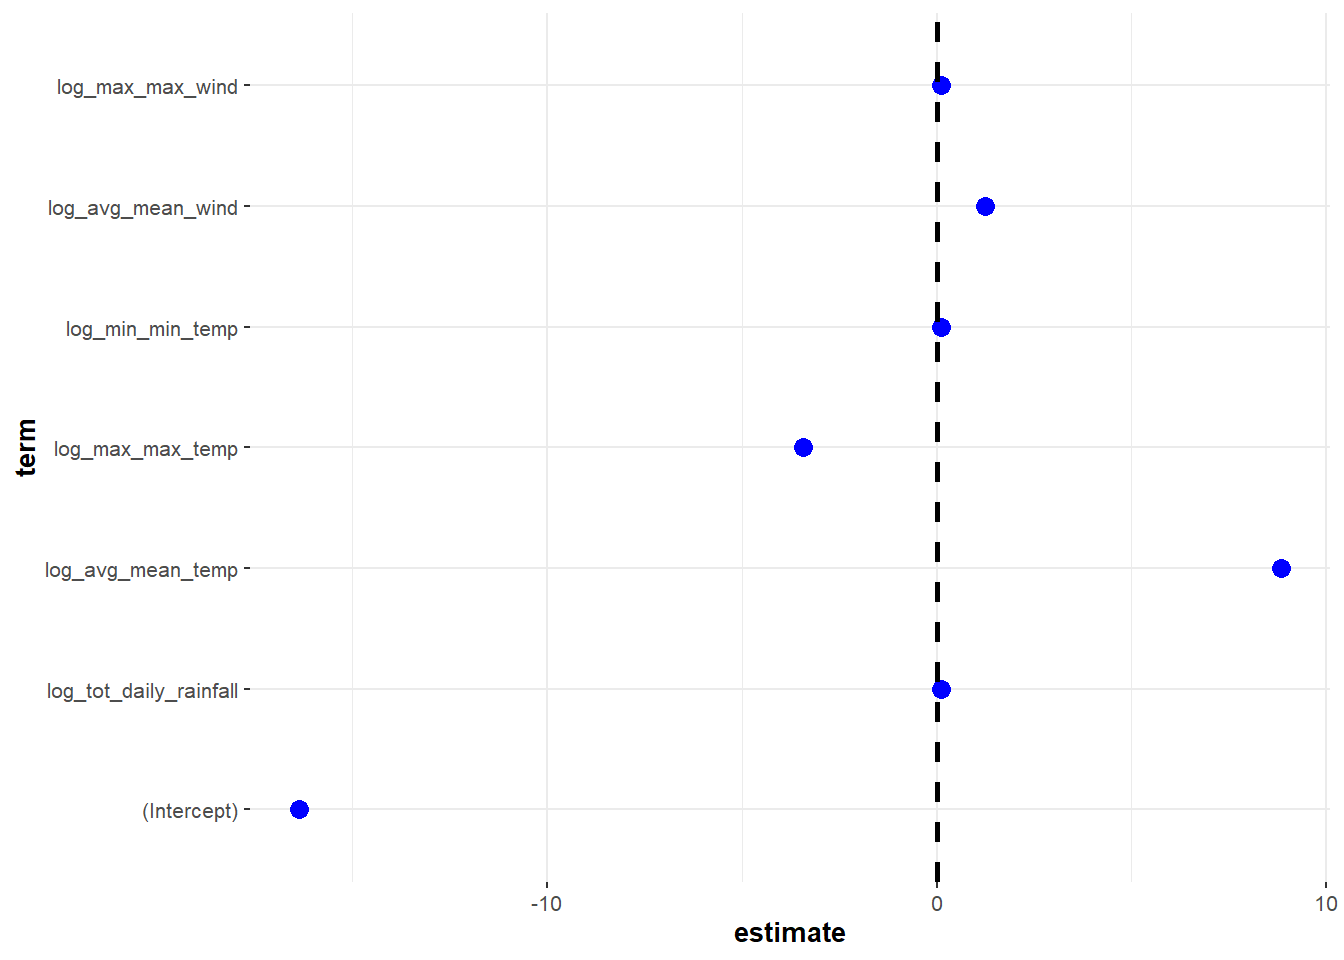 log_max_max_wind
log_avg_mean_wind
log_min_min_temp
log_max_max_temp
log_avg_mean_temp
log_tot_daily_rainfall
(Intercept)
term
-10 0 10
estimate